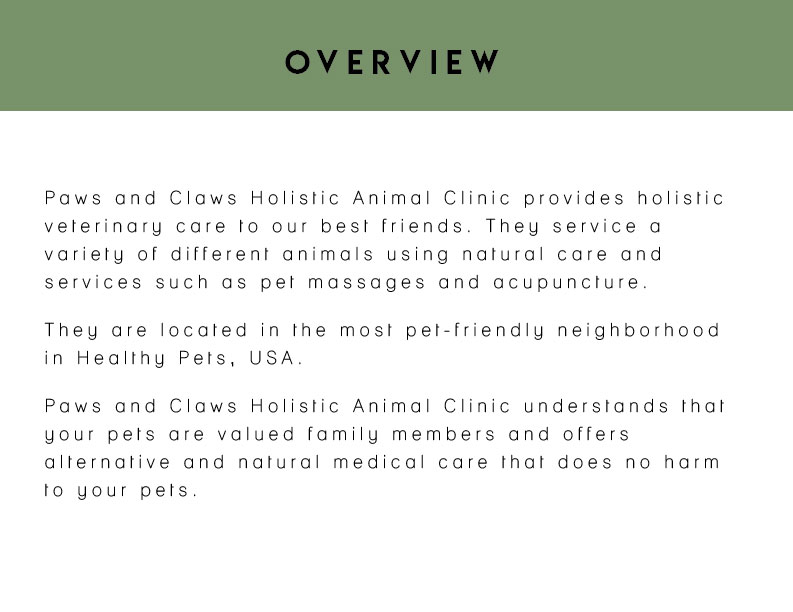 OVERVIEW
Paws and Claws Holistic Animal Clinic provides holistic
veterinary care to our best friends. They service a
variety of different animals using natural care and
services such as pet massages and acupuncture.
They are located in the most pet-friendly neighborhood
in Healthy Pets, USA.
Paws and Claws Holistic Animal Clinic understands that
your pets are valued family members and offers
alternative and natural medical care that does no harm
to your pets.